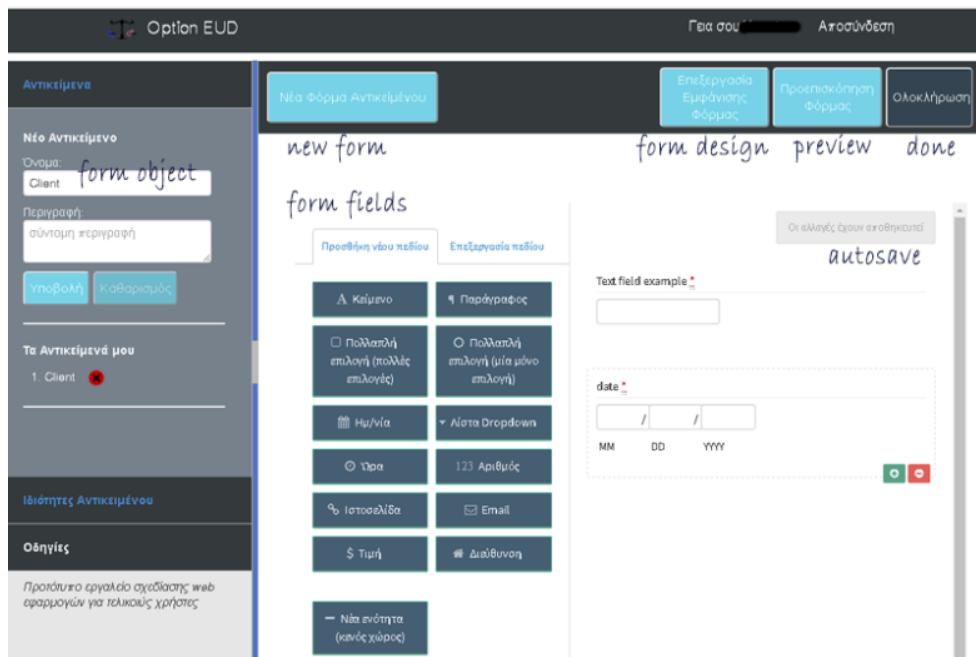 Option EUD
Γεια σου
Αποσύνδεση
Αντικείμενα
Νέο Αντικείμενο
Όνομα:
form object
Client
Περιγραφή:
σύντομη περιγραφή
Υποβολή
Καθαρισμός
Τα Αντικείμενά μου
1. Client
Ιδιότητες Αντικειμένου
Οδηγίες
Προτότυπο εργαλείο σχεδίασης web
εφαρμογών για τελικούς χρήστες
Νέα Φόρμα Αντικειμένου
Επεξεργασία
Εμφάνισης
Φόρμας
Προεπισκόπηση
Φόρμας
Ολοκλήρωση
new form
form design
preview
done
form fields
Προσθήκη νέου πεδίου
Επεξεργασία πεδίου
A Κείμενο
¶ Παράγραφος
Πολλαπλή
επιλογή (πολλές
επιλογές)
Πολλαπλή
επιλογή (μία μόνο
επιλογή)
Ημ/νία
Λίστα Dropdown
Ώρα
123 Αριθμός
Ιστοσελίδα
Email
$ Τιμή
Διεύθυνση
Νέα ενότητα
(κενός χώρος)
Οι αλλαγές έχουν αποθηκευτεί
autosave
Text field example *
date *
/ /
MM DD YYYY